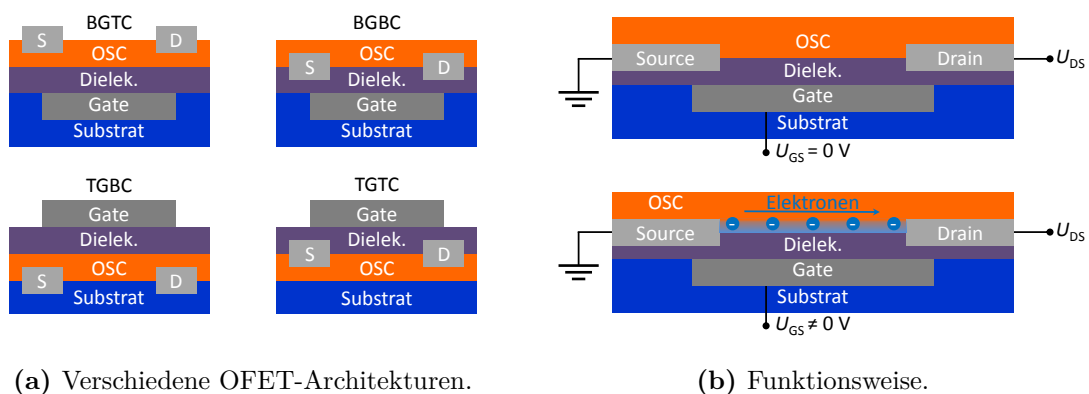 BGTC
S D
OSC
Dielek.
Gate
Substrat
BGBC
OSC
S D
Dielek.
Gate
Substrat
TGBC
Gate
Dielek.
OSC
S D
Substrat
TGTC
Gate
Dielek.
S D
OSC
Substrat
(a) Verschiedene OFET-Architekturen.
OSC
Source Drain U_DS
Dielek.
Gate
Substrat
U_GS = 0 V
OSC Elektronen
− − − − −
Source Drain U_DS
Dielek.
Gate
Substrat
U_GS ≠ 0 V
(b) Funktionsweise.